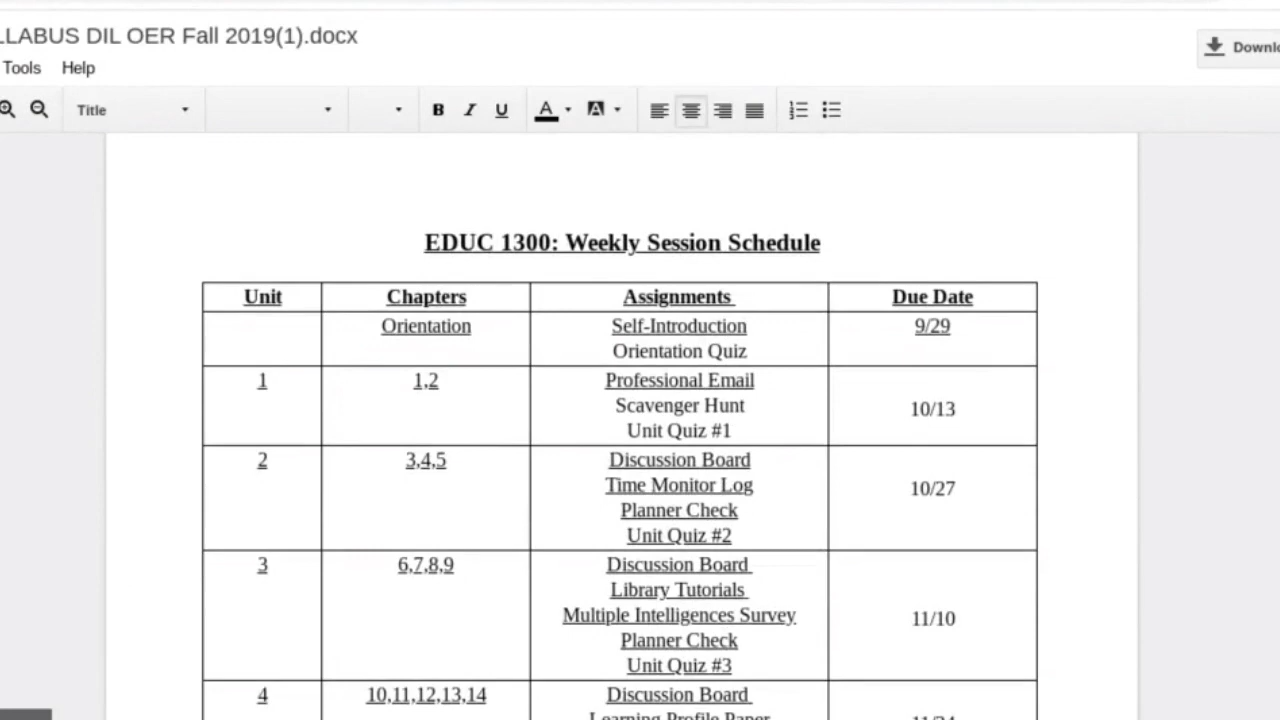 LLABUS DIL OER Fall 2019(1).docx
Tools Help
Title B I U A A
EDUC 1300: Weekly Session Schedule
Unit Chapters Assignments Due Date
Orientation Self-Introduction 9/29
Orientation Quiz
1 1,2 Professional Email
Scavenger Hunt 10/13
Unit Quiz #1
2 3,4,5 Discussion Board
Time Monitor Log 10/27
Planner Check
Unit Quiz #2
3 6,7,8,9 Discussion Board
Library Tutorials
Multiple Intelligences Survey 11/10
Planner Check
Unit Quiz #3
4 10,11,12,13,14 Discussion Board
Learning Profile Paper